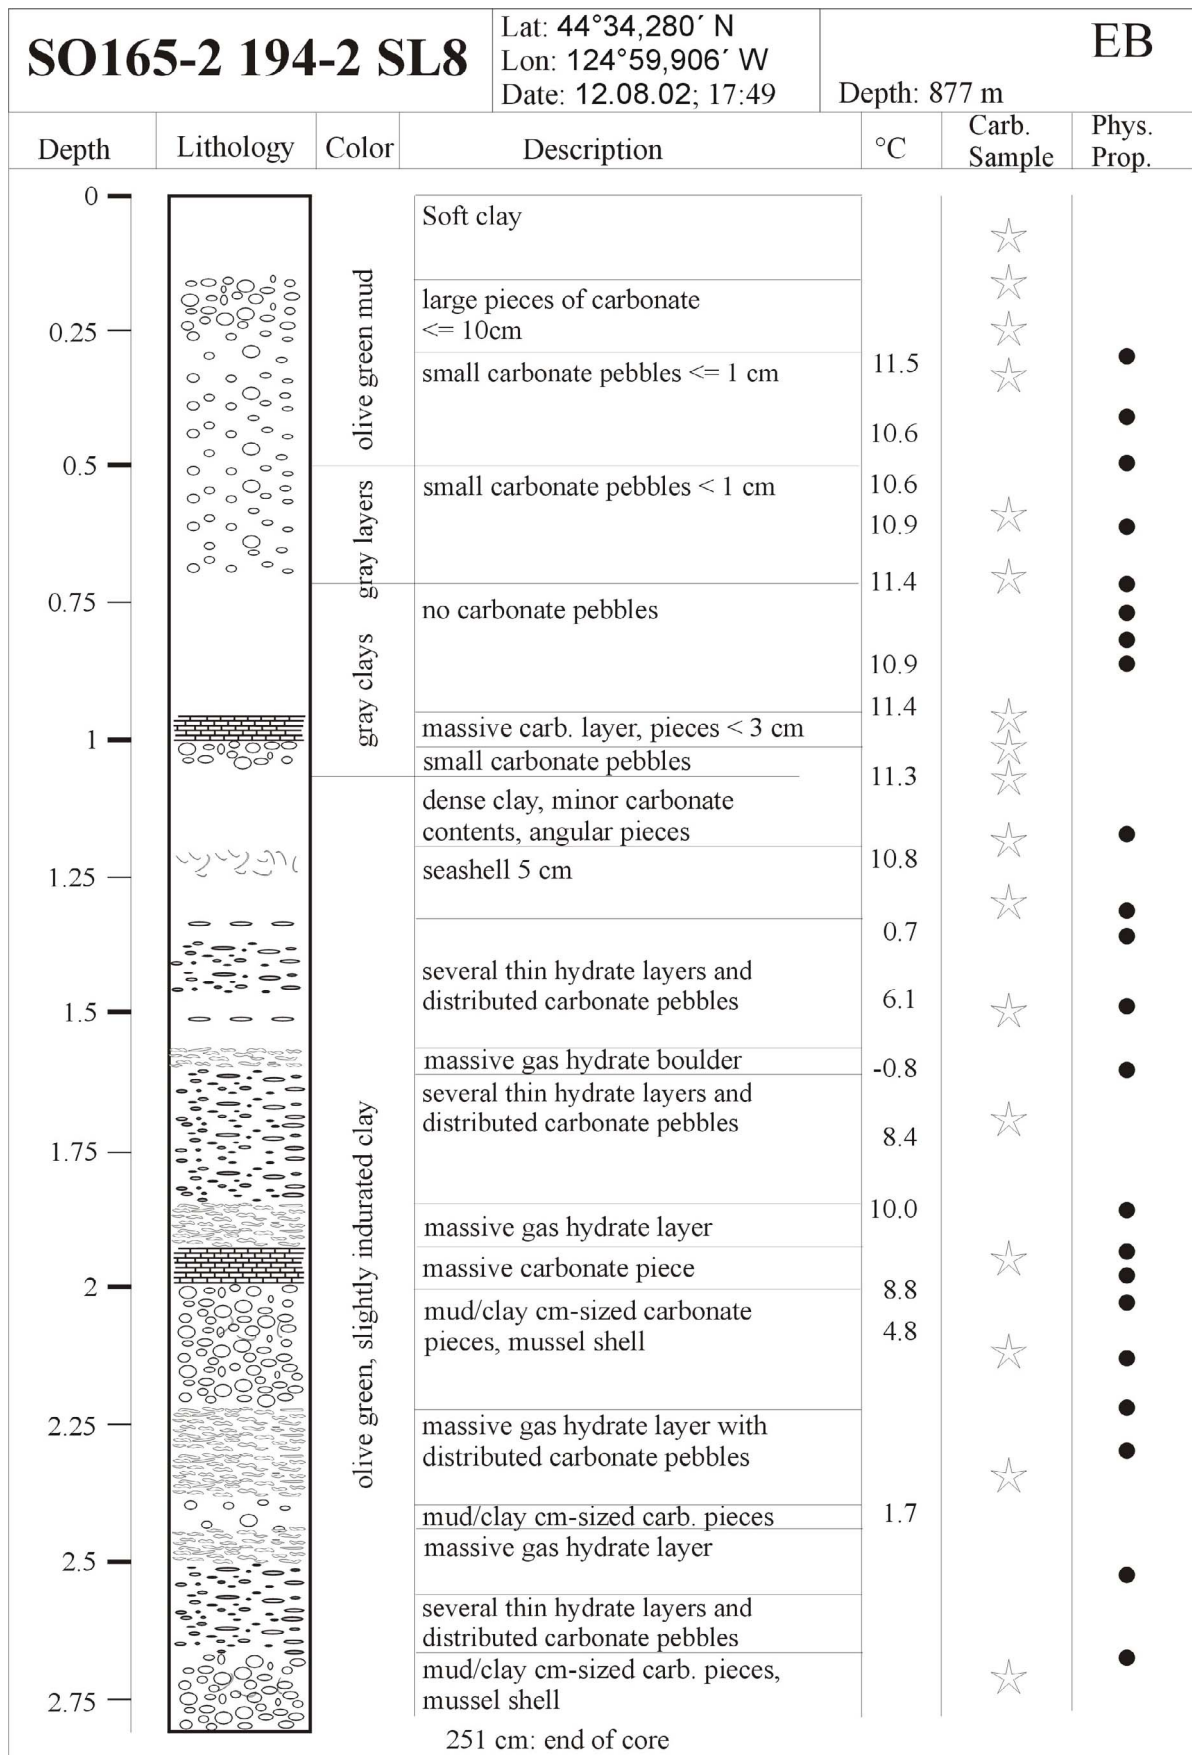 SO165-2 194-2 SL8
Lat: 44°34,280´ N
Lon: 124°59,906´ W
Date: 12.08.02; 17:49
EB
Depth: 877 m
Depth
Lithology
Color
Description
°C
Carb.
Sample
Phys.
Prop.
0
0.25
0.5
0.75
1
1.25
1.5
1.75
2
2.25
2.5
2.75
olive green mud
gray layers
gray clays
olive green, slightly indurated clay
Soft clay
large pieces of carbonate
<= 10cm
small carbonate pebbles <= 1 cm
small carbonate pebbles < 1 cm
no carbonate pebbles
massive carb. layer, pieces < 3 cm
small carbonate pebbles
dense clay, minor carbonate
contents, angular pieces
seashell 5 cm
several thin hydrate layers and
distributed carbonate pebbles
massive gas hydrate boulder
several thin hydrate layers and
distributed carbonate pebbles
massive gas hydrate layer
massive carbonate piece
mud/clay cm-sized carbonate
pieces, mussel shell
massive gas hydrate layer with
distributed carbonate pebbles
mud/clay cm-sized carb. pieces
massive gas hydrate layer
several thin hydrate layers and
distributed carbonate pebbles
mud/clay cm-sized carb. pieces,
mussel shell
251 cm: end of core
11.5
10.6
10.6
10.9
11.4
10.9
11.4
11.3
10.8
0.7
6.1
-0.8
8.4
10.0
8.8
4.8
1.7